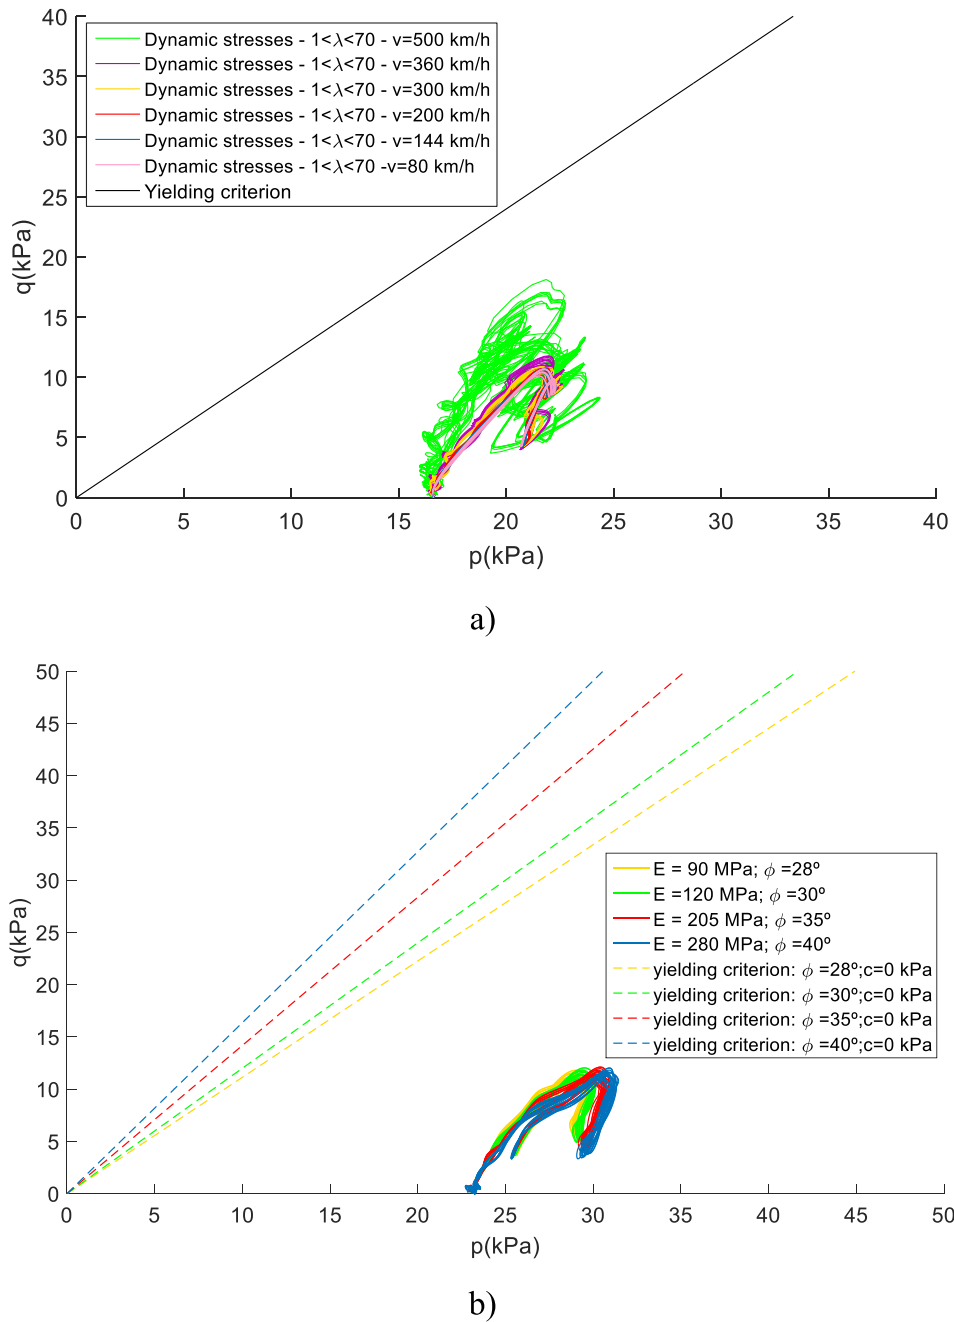 40
35
30
25
20
15
10
5
0
q(kPa)
Dynamic stresses - 1<λ<70 - v=500 km/h
Dynamic stresses - 1<λ<70 - v=360 km/h
Dynamic stresses - 1<λ<70 - v=300 km/h
Dynamic stresses - 1<λ<70 - v=200 km/h
Dynamic stresses - 1<λ<70 - v=144 km/h
Dynamic stresses - 1<λ<70 -v=80 km/h
Yielding criterion
0 5 10 15 20 25 30 35 40
p(kPa)
a)
50
45
40
35
30
25
20
15
10
5
0
q(kPa)
E = 90 MPa; ϕ =28º
E =120 MPa; ϕ =30º
E = 205 MPa; ϕ =35º
E = 280 MPa; ϕ =40º
yielding criterion: ϕ =28º;c=0 kPa
yielding criterion: ϕ =30º;c=0 kPa
yielding criterion: ϕ =35º;c=0 kPa
yielding criterion: ϕ =40º;c=0 kPa
0 5 10 15 20 25 30 35 40 45 50
p(kPa)
b)